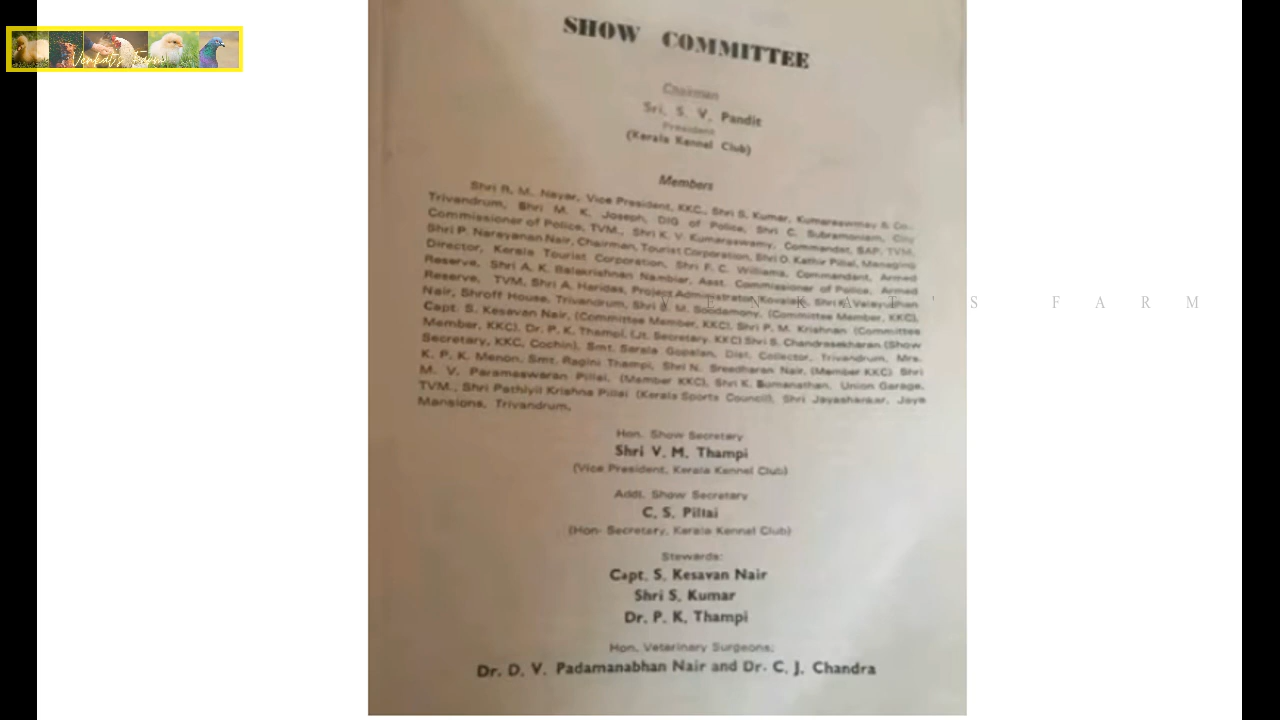 Venkat's Farm
SHOW COMMITTEE
Chairman
Sri. S. V. Pandit
President
(Kerala Kennel Club)
Members
Shri R. M. Nayar, Vice President, KKC., Shri S. Kumar, Kumaraswmay & Co.,
Trivandrum, Shri M. K. Joseph, DIG of Police, Shri C. Subramoniam, City
Commissioner of Police, TVM., Shri K. V. Kumaraswamy, Commandat, SAP, TVM,
Shri P. Narayanan Nair, Chairman, Tourist Corporation, Shri O. Kathir Pillai, Managing
Director, Kerala Tourist Corporation, Shri F. C. Williams, Commandant, Armed
Reserve, Shri A. K. Balakrishnan Nambiar, Asst. Commissioner of Police, Armed
Reserve, TVM, Shri A. Haridas, Project Administrator, Kovalam, Shri Velayudhan
Nair, Shroff House, Trivandrum, Shri B. M. Soodamony, (Committee Member, KKC),
Capt. S. Kesavan Nair, (Committee Member, KKC), Shri P. M. Krishnan (Committee
Member, KKC), Dr. P. K. Thampi, (Jt. Secretary, KKC) Shri S. Chandrasekharan (Show
Secretary, KKC, Cochin), Smt. Sarala Gopalan, Dist. Collector, Trivandrum, Mrs.
K. P. K. Menon, Smt. Ragini Thampi, Shri N. Sreedharan Nair, (Member KKC) Shri
M. V. Paramaswaran Pillai, (Member KKC), Shri K. Bomanathan, Union Garage,
TVM., Shri Pathiyil Krishna Pillai (Kerala Sports Council), Shri Jayashankar, Jaya
Mansions, Trivandrum,
VENKAT'S FARM
Hon. Show Secretary
Shri V. M. Thampi
(Vice President, Kerala Kennel Club)
Addl. Show Secretary
C. S. Pillai
(Hon- Secretary, Kerala Kennel Club)
Stewards:
Capt. S. Kesavan Nair
Shri S. Kumar
Dr. P. K. Thampi
Hon. Veterinary Surgeons:
Dr. D. V. Padamanabhan Nair and Dr. C. J. Chandra